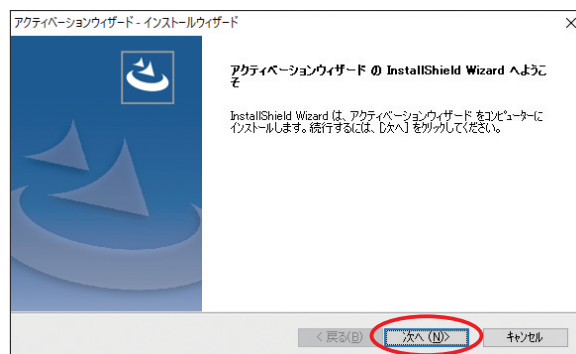 アクティベーションウィザード - インストールウィザード
アクティベーションウィザード の InstallShield Wizard へようこ
そ
InstallShield Wizard は、アクティベーションウィザード をコンピューターに
インストールします。続行するには、[次へ] をクリックしてください。
< 戻る(B)
次へ (N)>
キャンセル